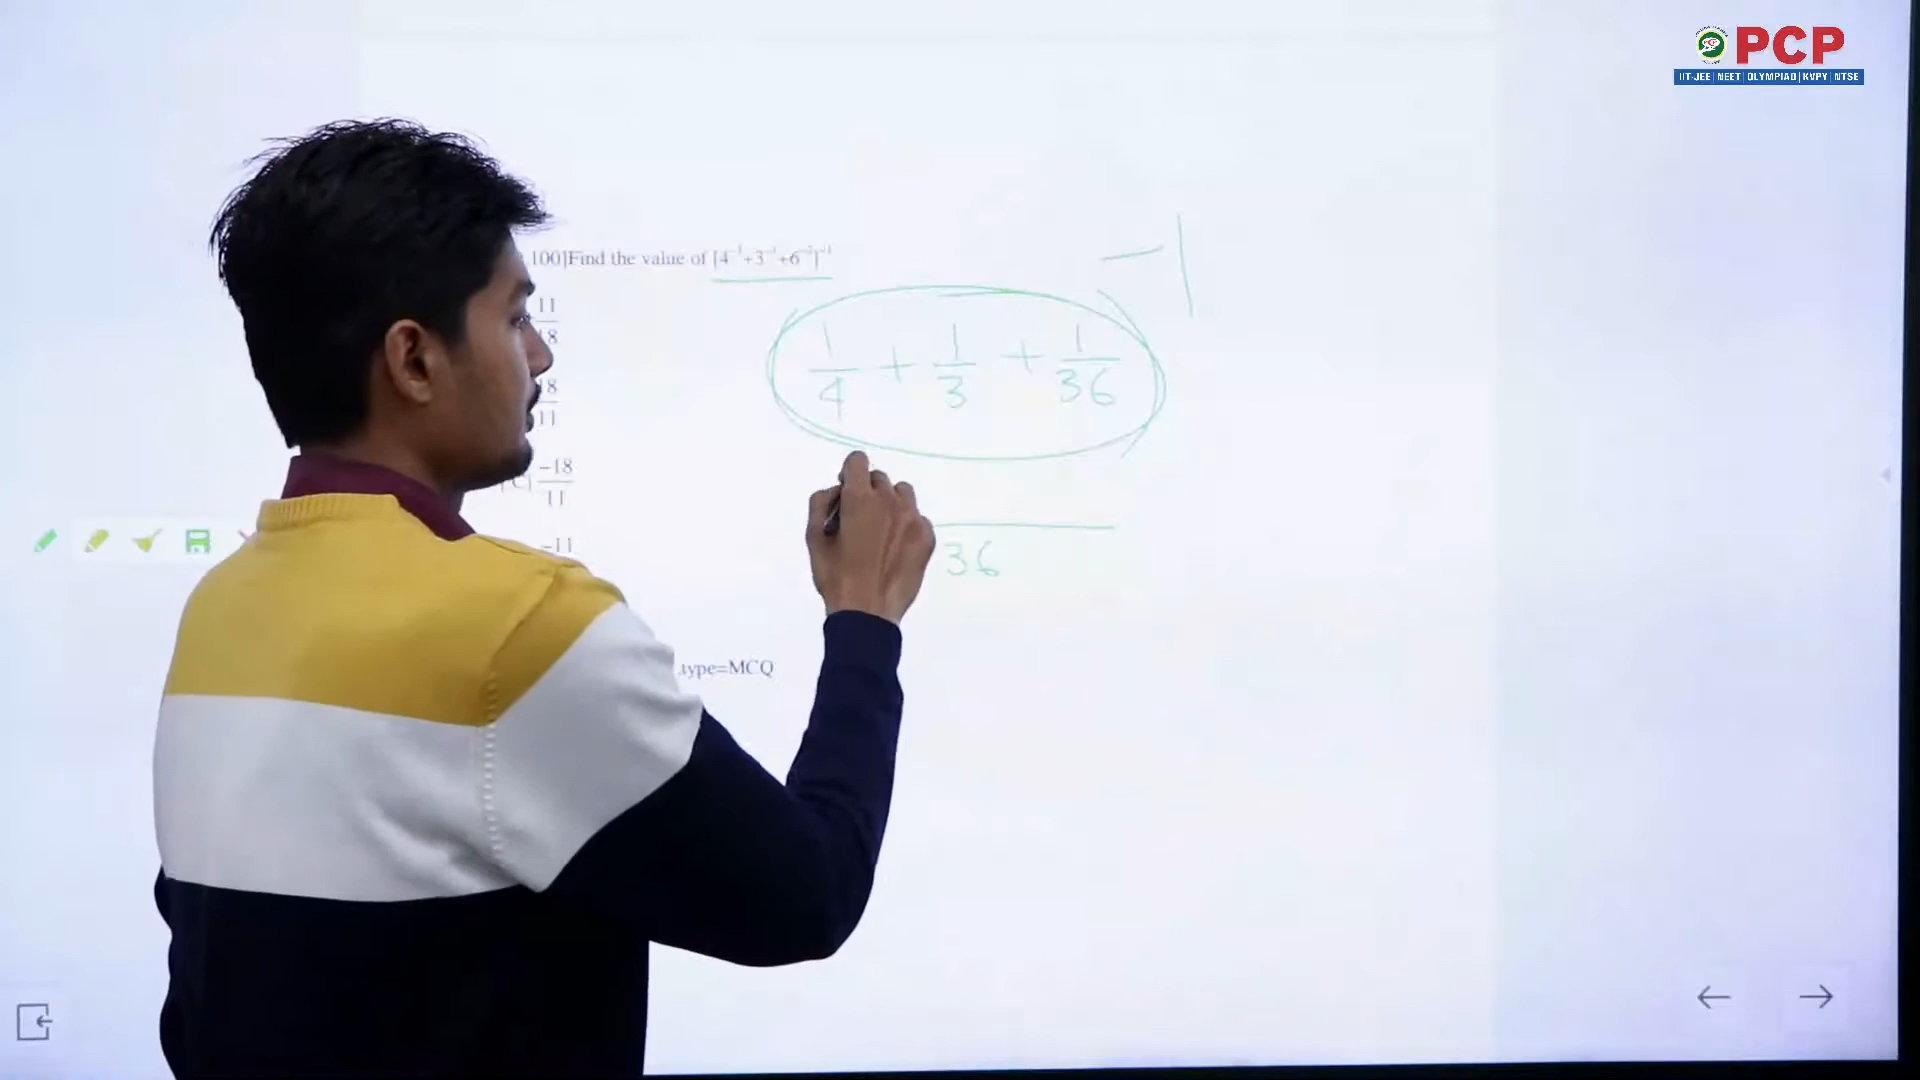 PCP
IIT-JEE | NEET | OLYMPIAD | KVPY | NTSE
100]Find the value of [4⁻¹+3⁻¹+6⁻²]⁻¹
11
8
18
11
-1
1/4 + 1/3 + 1/36
[C] -18
11
-11
36
type=MCQ